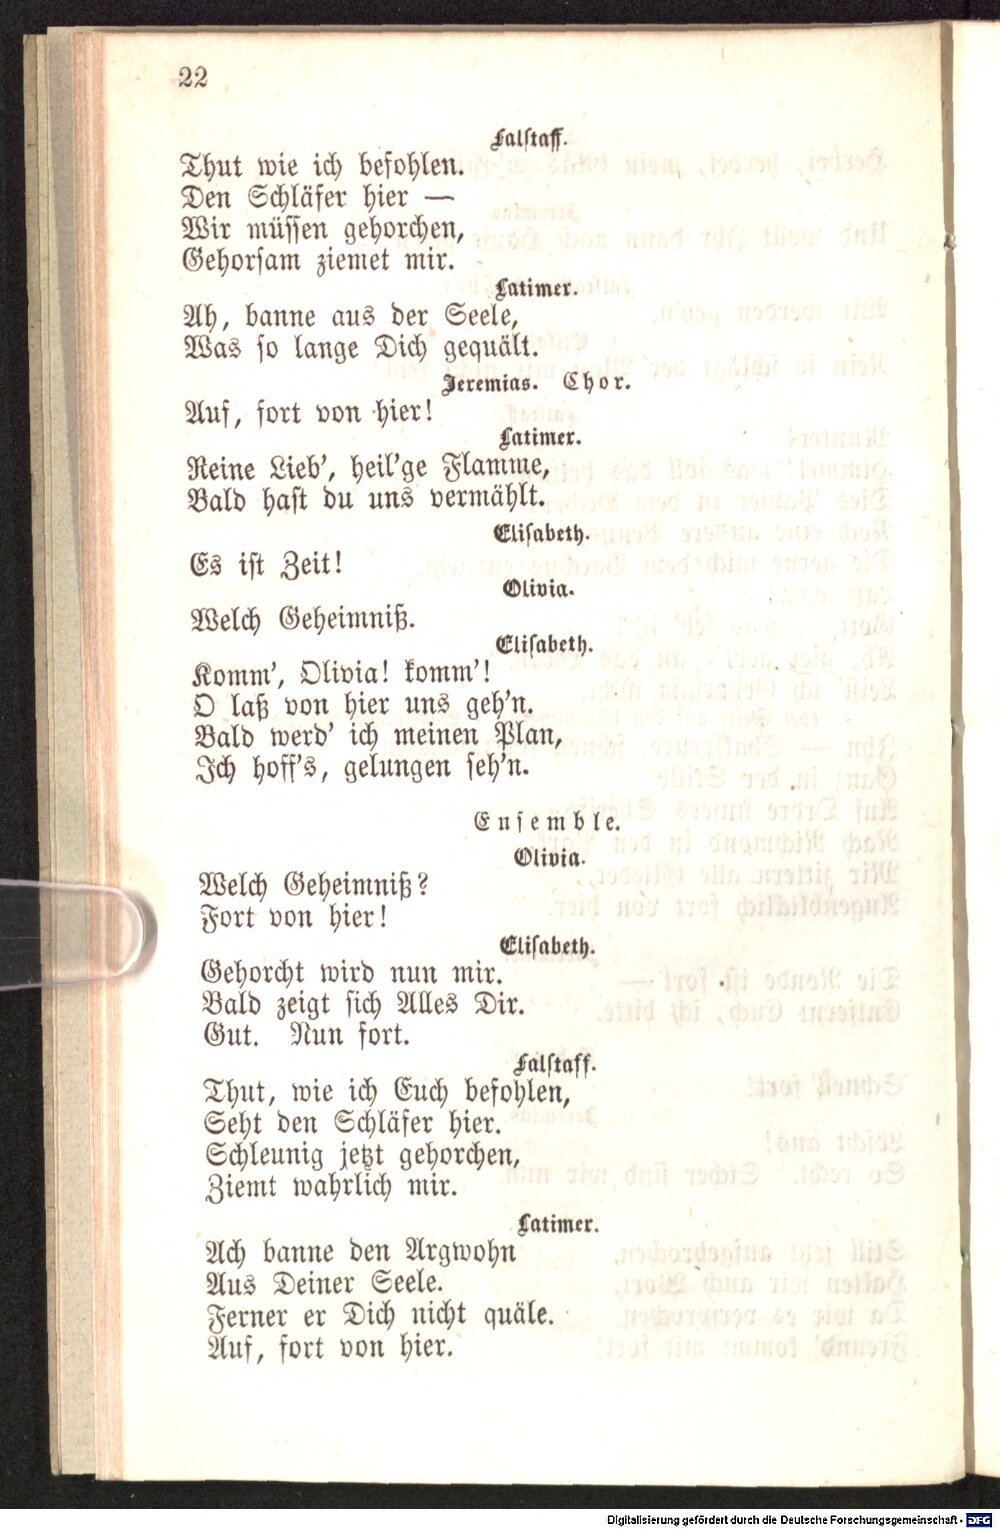 22
Falstaff.
Thut wie ich befohlen.
Den Schläfer hier —
Wir müssen gehorchen,
Gehorsam ziemet mir.
Latimer.
Ah, banne aus der Seele,
Was so lange Dich gequält.
Jeremias. Chor.
Auf, fort von hier!
Latimer.
Reine Lieb', heil'ge Flamme,
Bald hast du uns vermählt.
Elisabeth.
Es ist Zeit!
Olivia.
Welch Geheimniß.
Elisabeth.
Komm', Olivia! komm'!
O laß von hier uns geh'n.
Bald werd' ich meinen Plan,
Ich hoff's, gelungen seh'n.
Ensemble.
Olivia.
Welch Geheimniß?
Fort von hier!
Elisabeth.
Gehorcht wird nun mir.
Bald zeigt sich Alles Dir.
Gut. Nun fort.
Falstaff.
Thut, wie ich Euch befohlen,
Seht den Schläfer hier.
Schleunig jetzt gehorchen,
Ziemt wahrlich mir.
Latimer.
Ach banne den Argwohn
Aus Deiner Seele.
Ferner er Dich nicht quäle.
Auf, fort von hier.
Digitalisierung gefördert durch die Deutsche Forschungsgemeinschaft - DFG